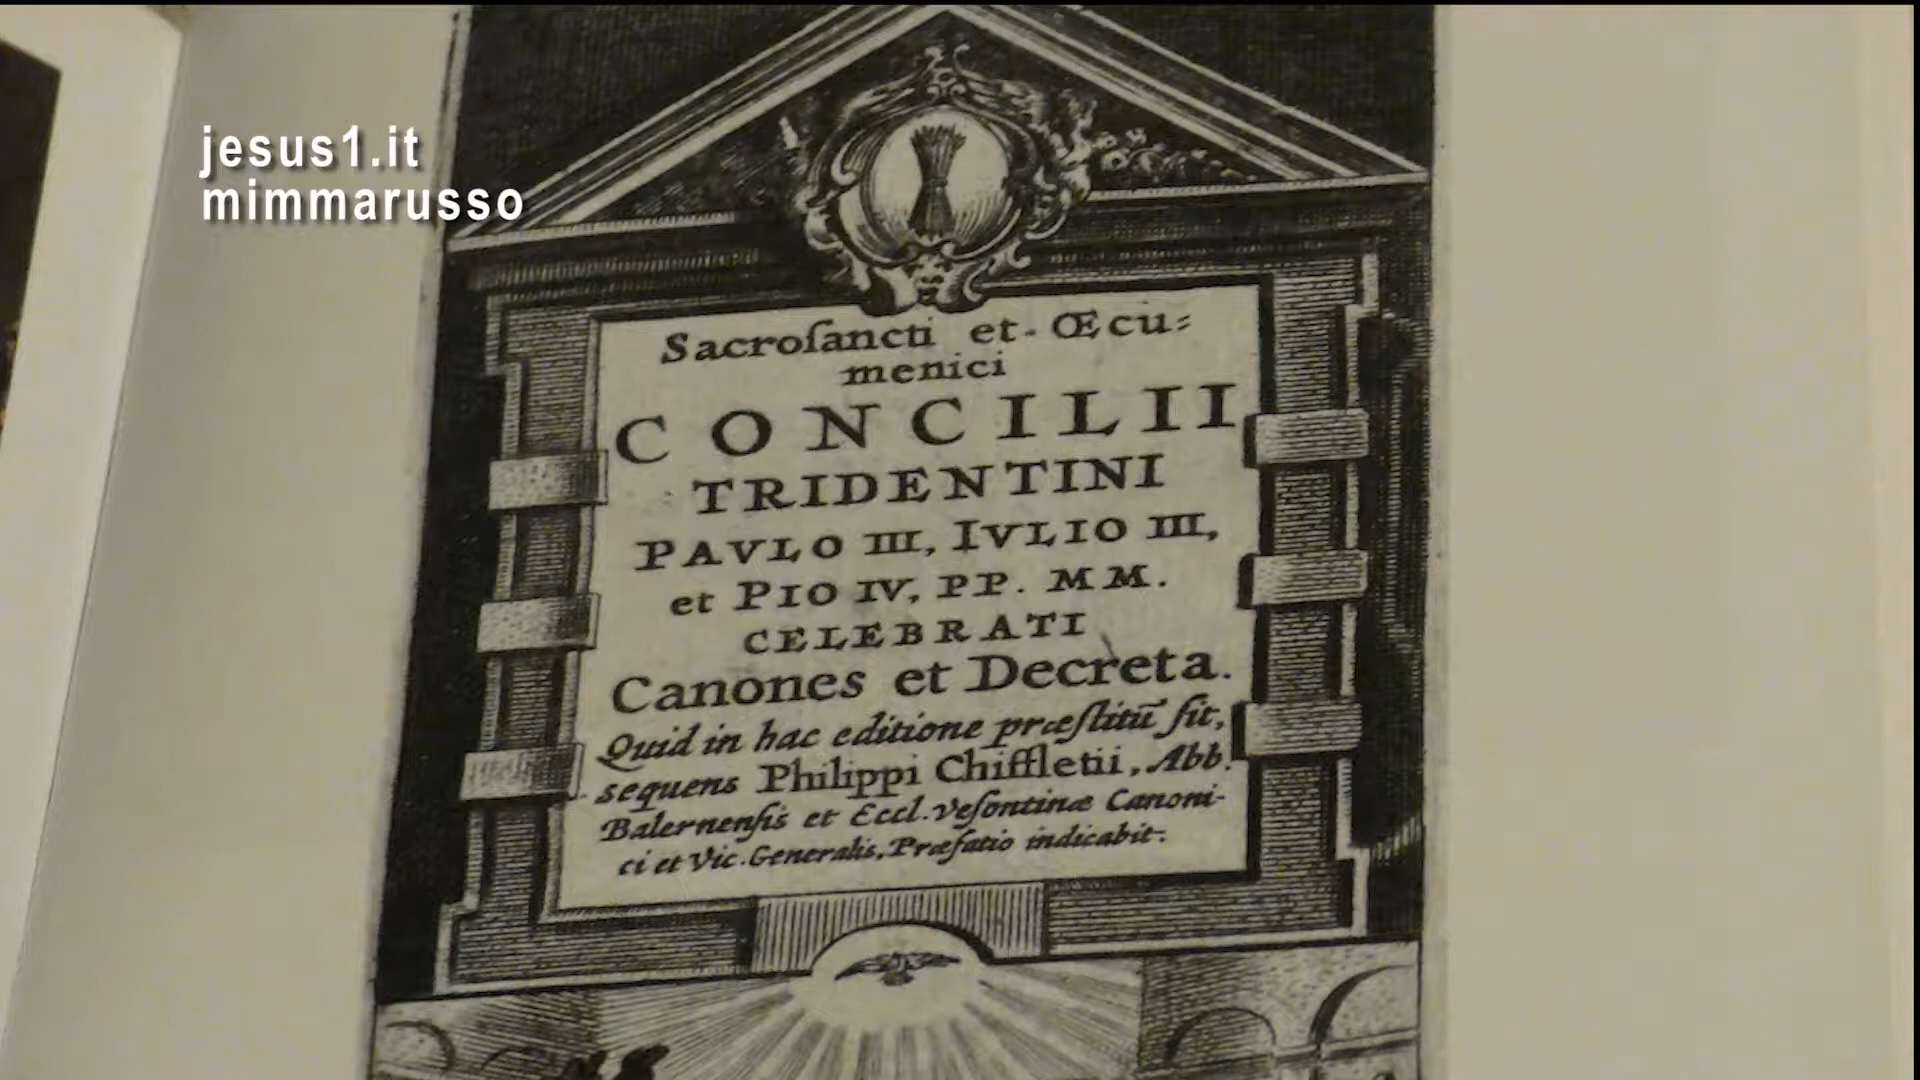 jesus1.it
mimmarusso
Sacroſancti et Œcu=
menici
CONCILII
TRIDENTINI
PAVLO III, IVLIO III,
et PIO IV, PP. MM.
CELEBRATI
Canones et Decreta.
Quid in hac editione præſtitũ ſit,
sequens Philippi Chiffletii, Abb.
Balernenſis et Eccl. Veſontinæ Canoni-
ci et Vic. Generalis, Præfatio indicabit.